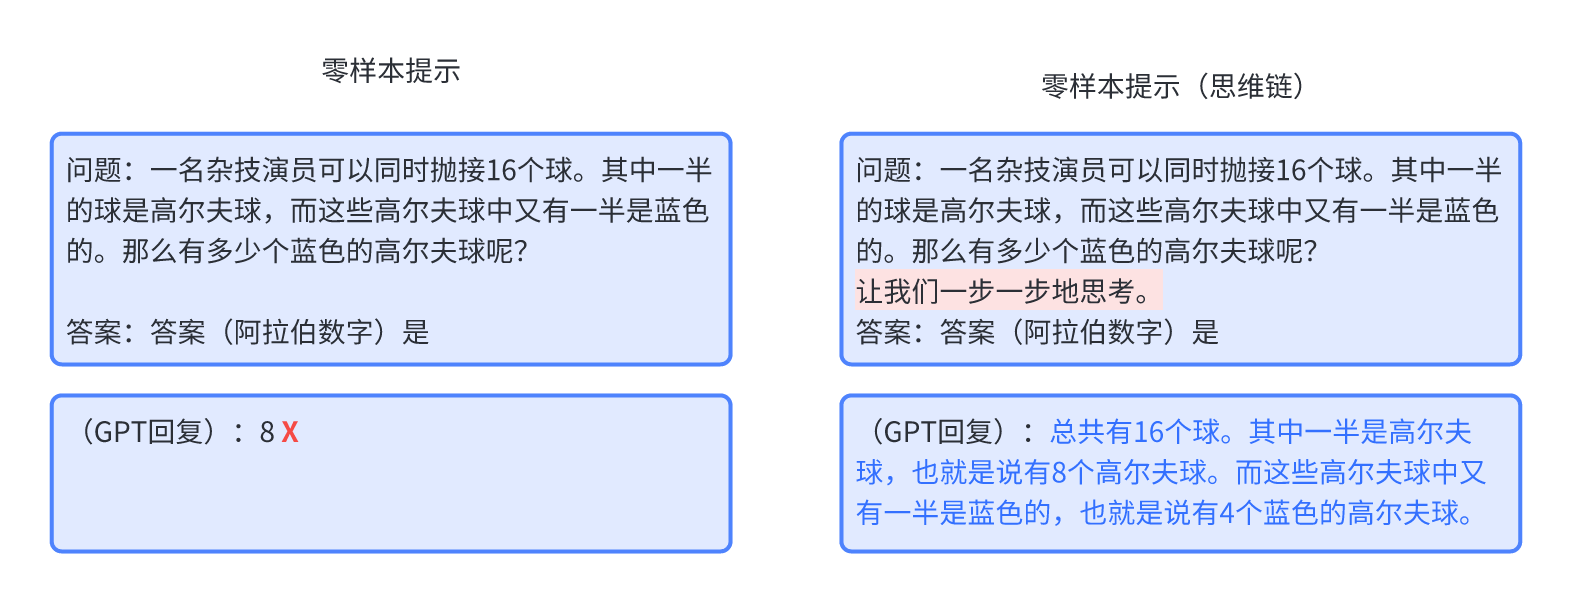 零样本提示
问题：一名杂技演员可以同时抛接16个球。其中一半
的球是高尔夫球，而这些高尔夫球中又有一半是蓝色
的。那么有多少个蓝色的高尔夫球呢？
答案：答案（阿拉伯数字）是
（GPT回复）：8 X
零样本提示（思维链）
问题：一名杂技演员可以同时抛接16个球。其中一半
的球是高尔夫球，而这些高尔夫球中又有一半是蓝色
的。那么有多少个蓝色的高尔夫球呢？
让我们一步一步地思考。
答案：答案（阿拉伯数字）是
（GPT回复）：总共有16个球。其中一半是高尔夫
球，也就是说有8个高尔夫球。而这些高尔夫球中又
有一半是蓝色的，也就是说有4个蓝色的高尔夫球。